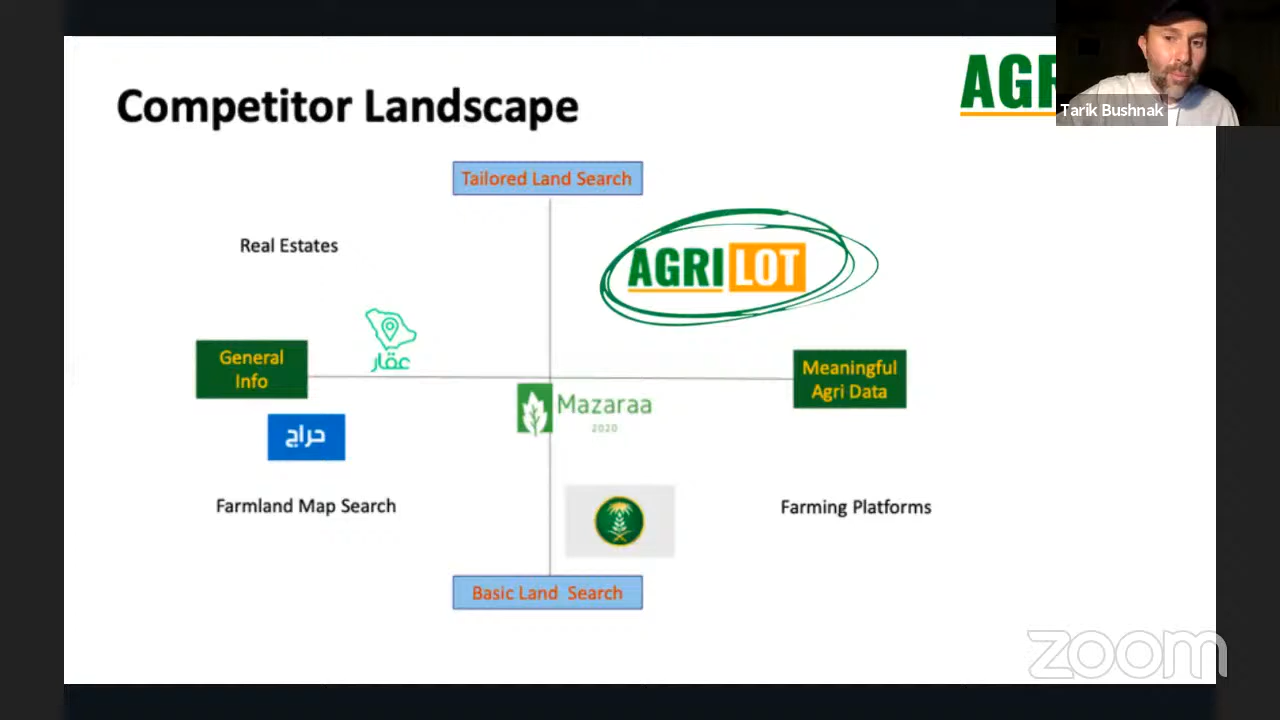 Competitor Landscape
AGR
Tarik Bushnak
Tailored Land Search
Real Estates
AGRILOT
عقار
General
Info
Meaningful
Agri Data
Mazaraa
2020
حراج
Farmland Map Search
Farming Platforms
Basic Land Search
zoom